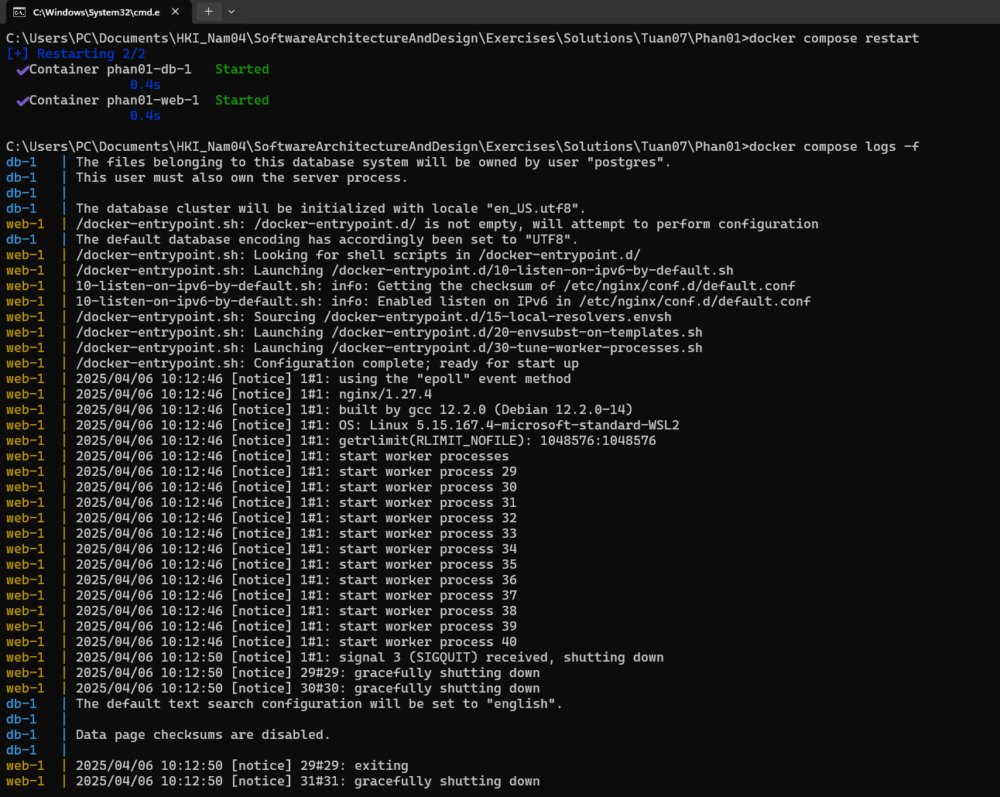 C:\Windows\System32\cmd.e
C:\Users\PC\Documents\HKI_Nam04\SoftwareArchitectureAndDesign\Exercises\Solutions\Tuan07\Phan01>docker compose restart
[+] Restarting 2/2
Container phan01-db-1 Started
0.4s
Container phan01-web-1 Started
0.4s
C:\Users\PC\Documents\HKI_Nam04\SoftwareArchitectureAndDesign\Exercises\Solutions\Tuan07\Phan01>docker compose logs -f
db-1 | The files belonging to this database system will be owned by user "postgres".
db-1 | This user must also own the server process.
db-1 |
db-1 | The database cluster will be initialized with locale "en_US.utf8".
web-1 | /docker-entrypoint.sh: /docker-entrypoint.d/ is not empty, will attempt to perform configuration
db-1 | The default database encoding has accordingly been set to "UTF8".
web-1 | /docker-entrypoint.sh: Looking for shell scripts in /docker-entrypoint.d/
web-1 | /docker-entrypoint.sh: Launching /docker-entrypoint.d/10-listen-on-ipv6-by-default.sh
web-1 | 10-listen-on-ipv6-by-default.sh: info: Getting the checksum of /etc/nginx/conf.d/default.conf
web-1 | 10-listen-on-ipv6-by-default.sh: info: Enabled listen on IPv6 in /etc/nginx/conf.d/default.conf
web-1 | /docker-entrypoint.sh: Sourcing /docker-entrypoint.d/15-local-resolvers.envsh
web-1 | /docker-entrypoint.sh: Launching /docker-entrypoint.d/20-envsubst-on-templates.sh
web-1 | /docker-entrypoint.sh: Launching /docker-entrypoint.d/30-tune-worker-processes.sh
web-1 | /docker-entrypoint.sh: Configuration complete; ready for start up
web-1 | 2025/04/06 10:12:46 [notice] 1#1: using the "epoll" event method
web-1 | 2025/04/06 10:12:46 [notice] 1#1: nginx/1.27.4
web-1 | 2025/04/06 10:12:46 [notice] 1#1: built by gcc 12.2.0 (Debian 12.2.0-14)
web-1 | 2025/04/06 10:12:46 [notice] 1#1: OS: Linux 5.15.167.4-microsoft-standard-WSL2
web-1 | 2025/04/06 10:12:46 [notice] 1#1: getrlimit(RLIMIT_NOFILE): 1048576:1048576
web-1 | 2025/04/06 10:12:46 [notice] 1#1: start worker processes
web-1 | 2025/04/06 10:12:46 [notice] 1#1: start worker process 29
web-1 | 2025/04/06 10:12:46 [notice] 1#1: start worker process 30
web-1 | 2025/04/06 10:12:46 [notice] 1#1: start worker process 31
web-1 | 2025/04/06 10:12:46 [notice] 1#1: start worker process 32
web-1 | 2025/04/06 10:12:46 [notice] 1#1: start worker process 33
web-1 | 2025/04/06 10:12:46 [notice] 1#1: start worker process 34
web-1 | 2025/04/06 10:12:46 [notice] 1#1: start worker process 35
web-1 | 2025/04/06 10:12:46 [notice] 1#1: start worker process 36
web-1 | 2025/04/06 10:12:46 [notice] 1#1: start worker process 37
web-1 | 2025/04/06 10:12:46 [notice] 1#1: start worker process 38
web-1 | 2025/04/06 10:12:46 [notice] 1#1: start worker process 39
web-1 | 2025/04/06 10:12:46 [notice] 1#1: start worker process 40
web-1 | 2025/04/06 10:12:50 [notice] 1#1: signal 3 (SIGQUIT) received, shutting down
web-1 | 2025/04/06 10:12:50 [notice] 29#29: gracefully shutting down
web-1 | 2025/04/06 10:12:50 [notice] 30#30: gracefully shutting down
db-1 | The default text search configuration will be set to "english".
db-1 |
db-1 | Data page checksums are disabled.
db-1 |
web-1 | 2025/04/06 10:12:50 [notice] 29#29: exiting
web-1 | 2025/04/06 10:12:50 [notice] 31#31: gracefully shutting down